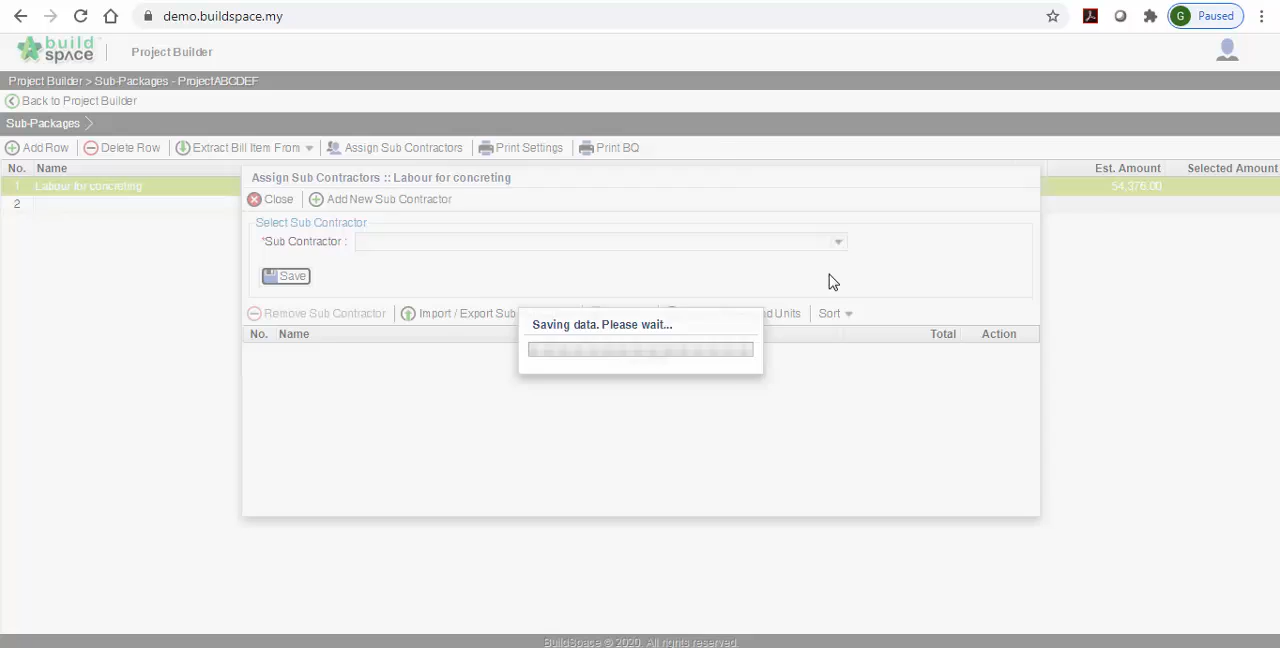 demo.buildspace.my
G Paused
build space Project Builder
Project Builder > Sub-Packages - ProjectABCDEF
Back to Project Builder
Sub-Packages
Add Row Delete Row Extract Bill Item From Assign Sub Contractors Print Settings Print BQ
No. Name Est. Amount Selected Amount
1 Labour for concreting 54,376.00
2
Assign Sub Contractors :: Labour for concreting
Close Add New Sub Contractor
Select Sub Contractor
*Sub Contractor :
Save
Remove Sub Contractor Import / Export Sub d Units Sort
Saving data. Please wait...
No. Name Total Action
BuildSpace © 2020. All rights reserved.